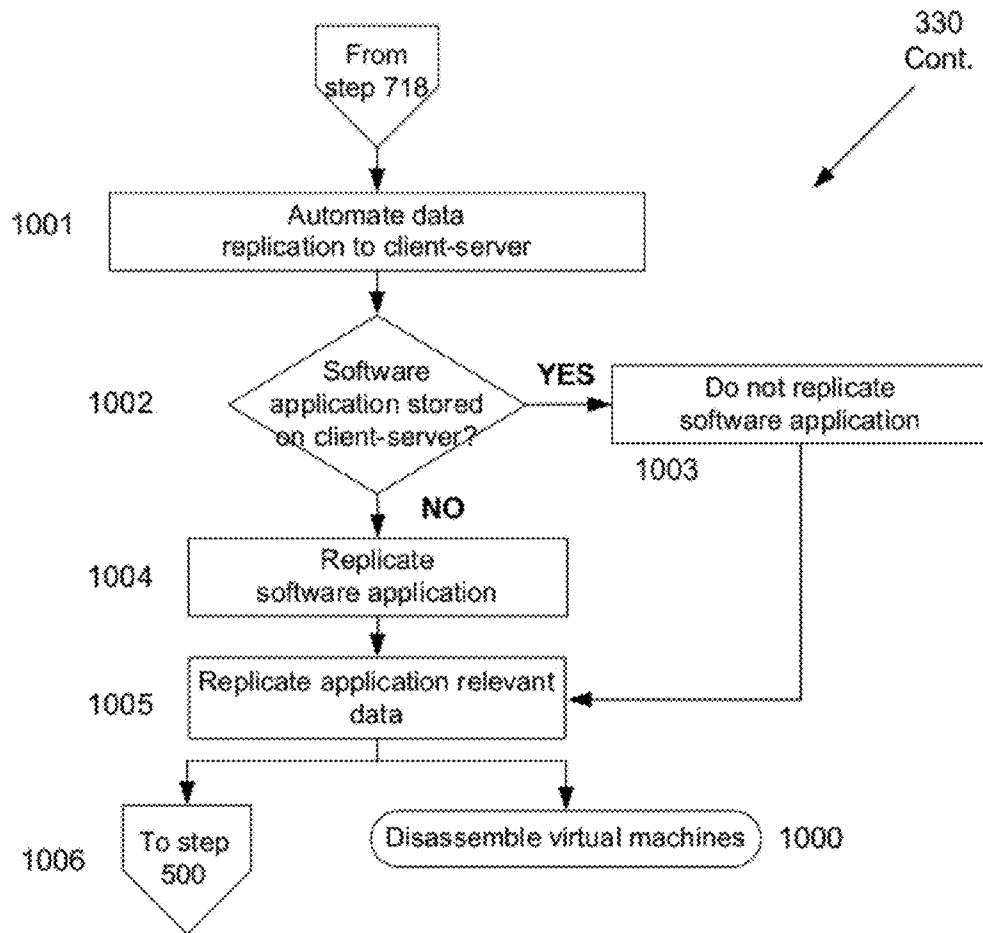 330
Cont.
From
step 718
1001
Automate data
replication to client-server
1002
Software
application stored
on client-server?
YES
Do not replicate
software application
1003
NO
1004
Replicate
software application
1005
Replicate application relevant
data
1006
To step
500
Disassemble virtual machines
1000